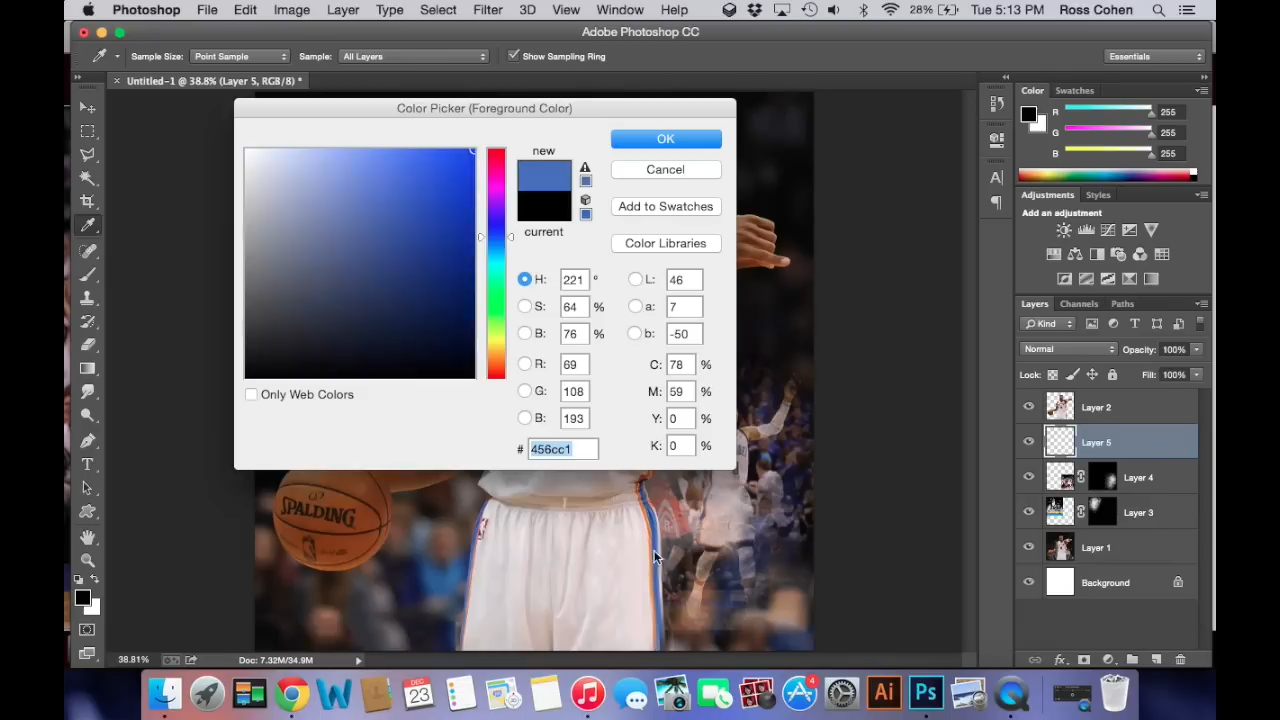 Photoshop File Edit Image Layer Type Select Filter 3D View Window Help 28% Tue 5:13 PM Ross Cohen
Adobe Photoshop CC
Sample Size: Point Sample Sample: All Layers Show Sampling Ring Essentials
Untitled-1 @ 38.8% (Layer 5, RGB/8) *
Color Picker (Foreground Color)
new
current
OK
Cancel
Add to Swatches
Color Libraries
H: 221 °
S: 64 %
B: 76 %
R: 69
G: 108
B: 193
L: 46
a: 7
b: -50
C: 78 %
M: 59 %
Y: 0 %
K: 0 %
# 456cc1
Only Web Colors
Color Swatches
R 255
G 255
B 255
Adjustments Styles
Add an adjustment
Layers Channels Paths
Kind
Normal Opacity: 100%
Lock: Fill: 100%
Layer 2
Layer 5
Layer 4
Layer 3
Layer 1
Background
SPALDING
38.81% Doc: 7.32M/34.9M
DEC
23
4
Ai
Ps